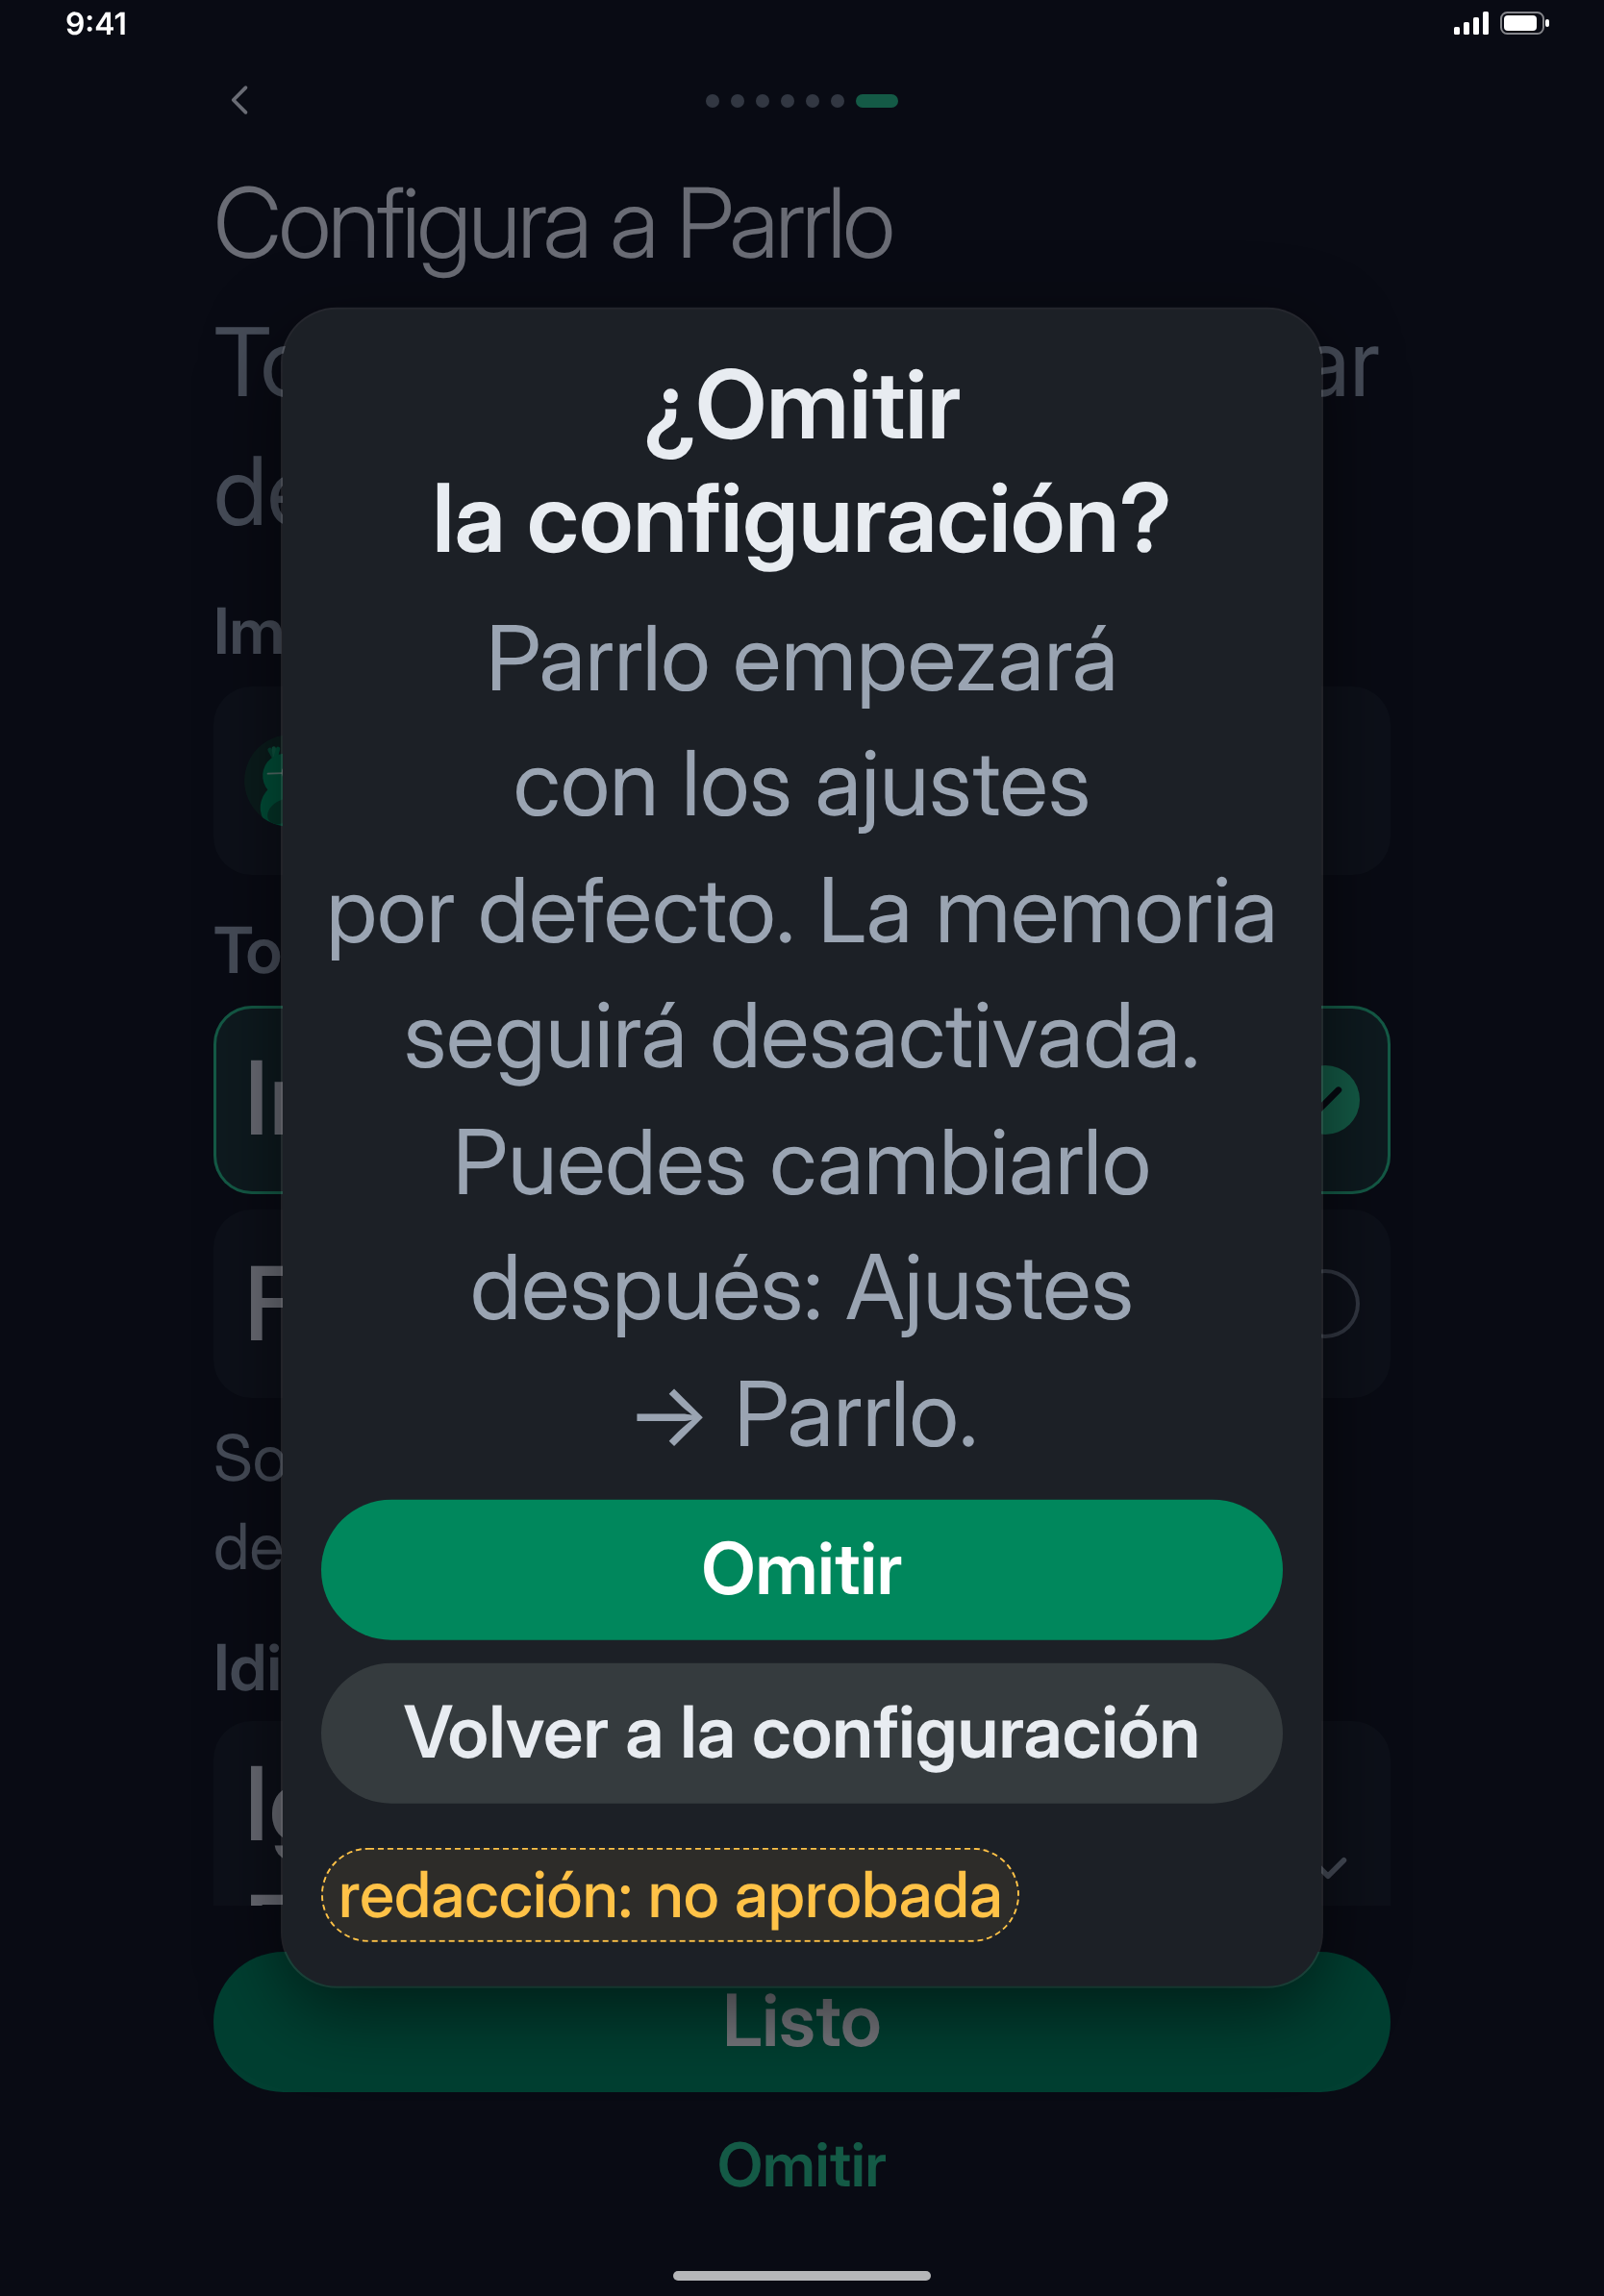 9:41
Configura a Parrlo
¿Omitir
la configuración?
Parrlo empezará
con los ajustes
por defecto. La memoria
seguirá desactivada.
Puedes cambiarlo
después: Ajustes
→ Parrlo.
Omitir
Volver a la configuración
redacción: no aprobada
Listo
Omitir